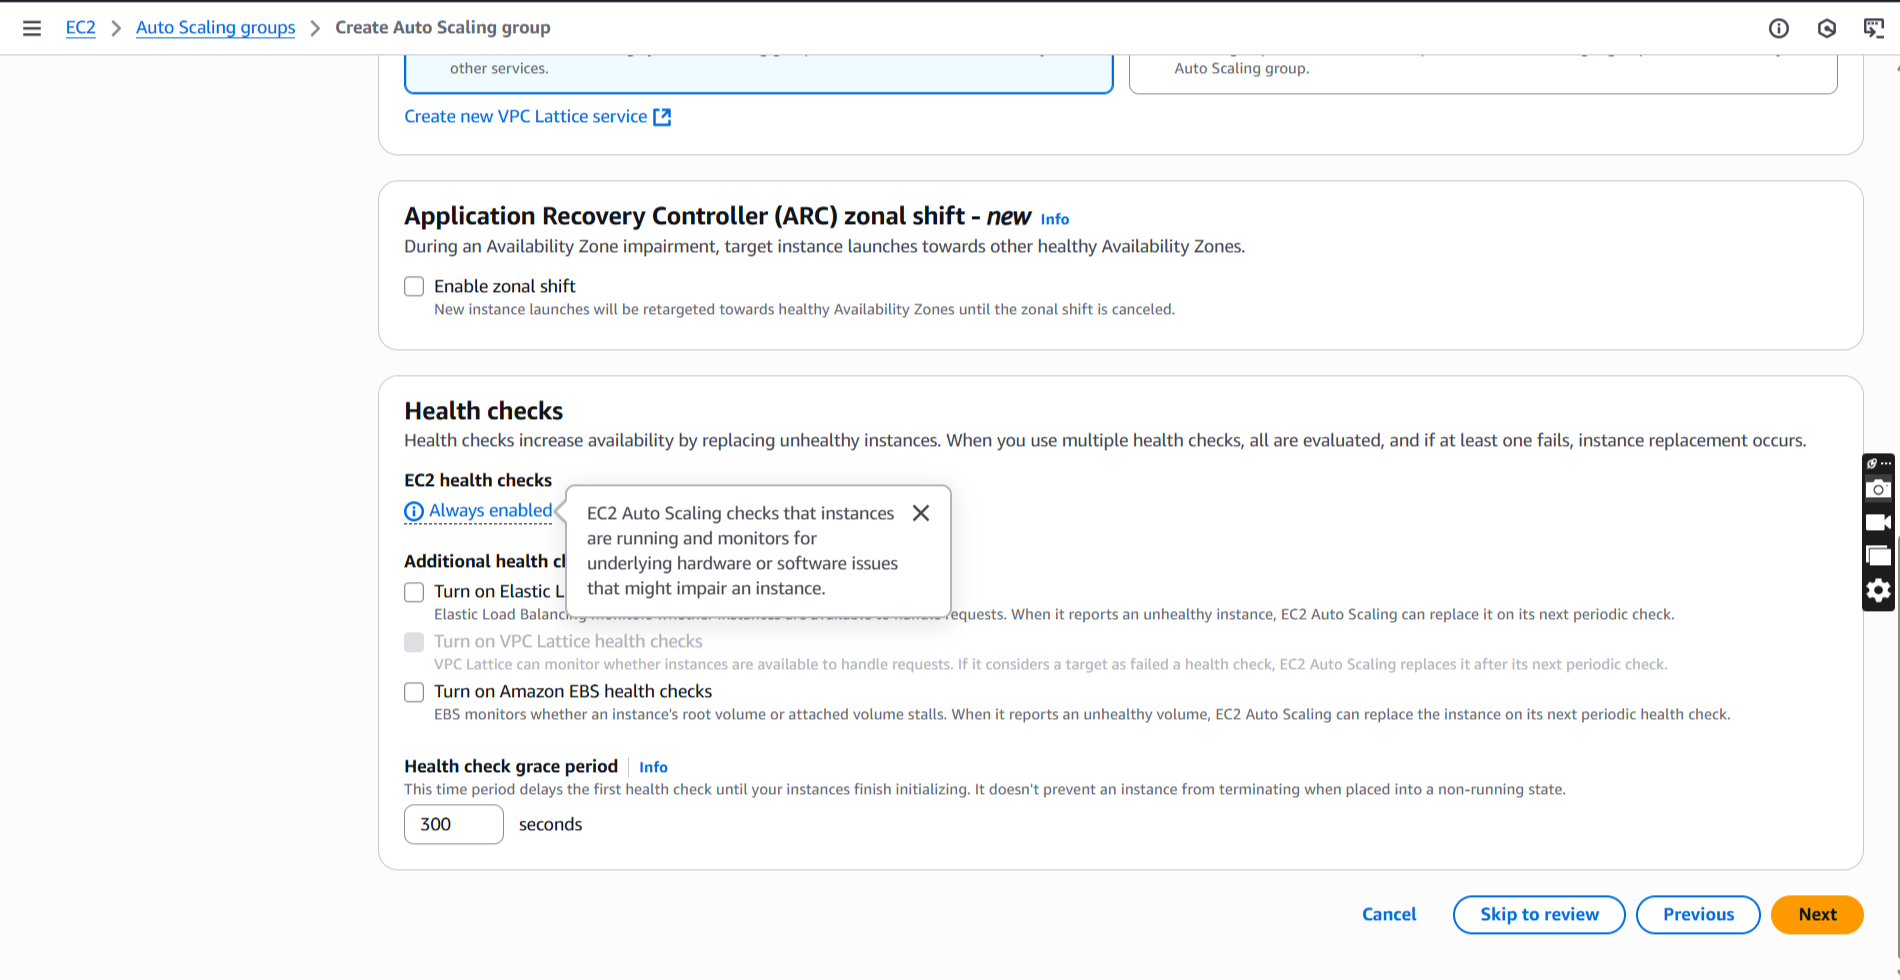 EC2 > Auto Scaling groups > Create Auto Scaling group
other services.
Auto Scaling group.
Create new VPC Lattice service
Application Recovery Controller (ARC) zonal shift - new Info
During an Availability Zone impairment, target instance launches towards other healthy Availability Zones.
Enable zonal shift
New instance launches will be retargeted towards healthy Availability Zones until the zonal shift is canceled.
Health checks
Health checks increase availability by replacing unhealthy instances. When you use multiple health checks, all are evaluated, and if at least one fails, instance replacement occurs.
EC2 health checks
Always enabled
EC2 Auto Scaling checks that instances
are running and monitors for
underlying hardware or software issues
that might impair an instance.
Additional health
Turn on Elastic
Elastic Load equests. When it reports an unhealthy instance, EC2 Auto Scaling can replace it on its next periodic check.
Turn on VPC Lattice health checks
VPC Lattice can monitor whether instances are available to handle requests. If it considers a target as failed a health check, EC2 Auto Scaling replaces it after its next periodic check.
Turn on Amazon EBS health checks
EBS monitors whether an instance's root volume or attached volume stalls. When it reports an unhealthy volume, EC2 Auto Scaling can replace the instance on its next periodic health check.
Health check grace period Info
This time period delays the first health check until your instances finish initializing. It doesn't prevent an instance from terminating when placed into a non-running state.
300 seconds
Cancel Skip to review Previous Next